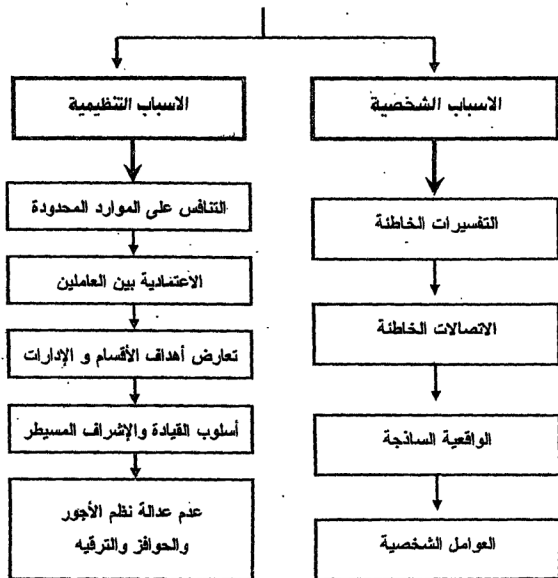 الاسباب الشخصية
التفسيرات الخاطئة
الاتصالات الخاطئة
الواقعية الساذجة
العوامل الشخصية
الاسباب التنظيمية
التنافس على الموارد المحدودة
الاعتمادية بين العاملين
تعارض أهداف الأقسام و الإدارات
أسلوب القيادة والإشراف المسيطر
عدم عدالة نظم الأجور
والحوافز والترقيه